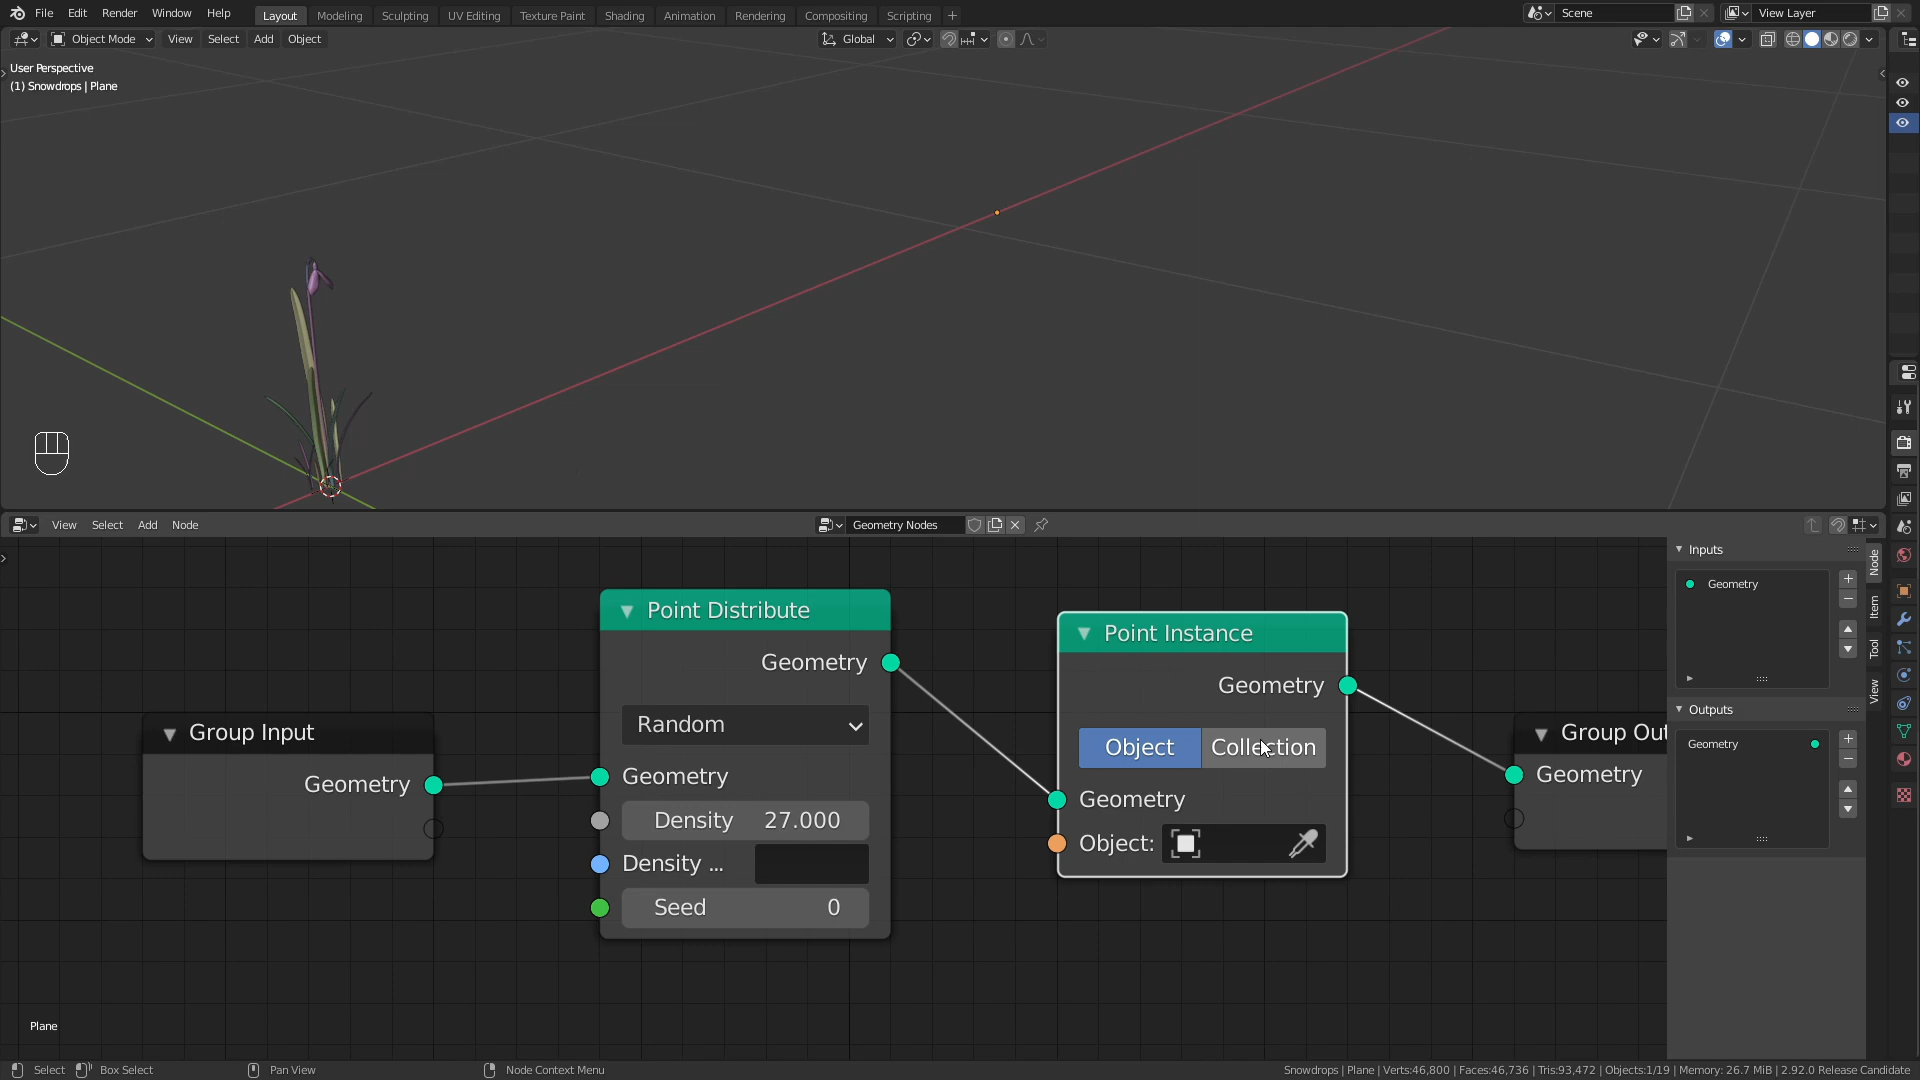 File Edit Render Window Help Layout Modeling Sculpting UV Editing Texture Paint Shading Animation Rendering Compositing Scripting + Scene View Layer
Object Mode View Select Add Object Global
User Perspective
(1) Snowdrops | Plane
View Select Add Node Geometry Nodes
Group Input
Geometry
Point Distribute
Geometry
Random
Geometry
Density 27.000
Density ...
Seed 0
Point Instance
Geometry
Object Collection
Geometry
Object:
Group Out
Geometry
Inputs
Geometry
Outputs
Geometry
Node
Item
Tool
View
Plane
Select Box Select Pan View Node Context Menu Snowdrops | Plane | Verts:46,800 | Faces:46,736 | Tris:93,472 | Objects:1/19 | Memory: 26.7 MiB | 2.92.0 Release Candidate